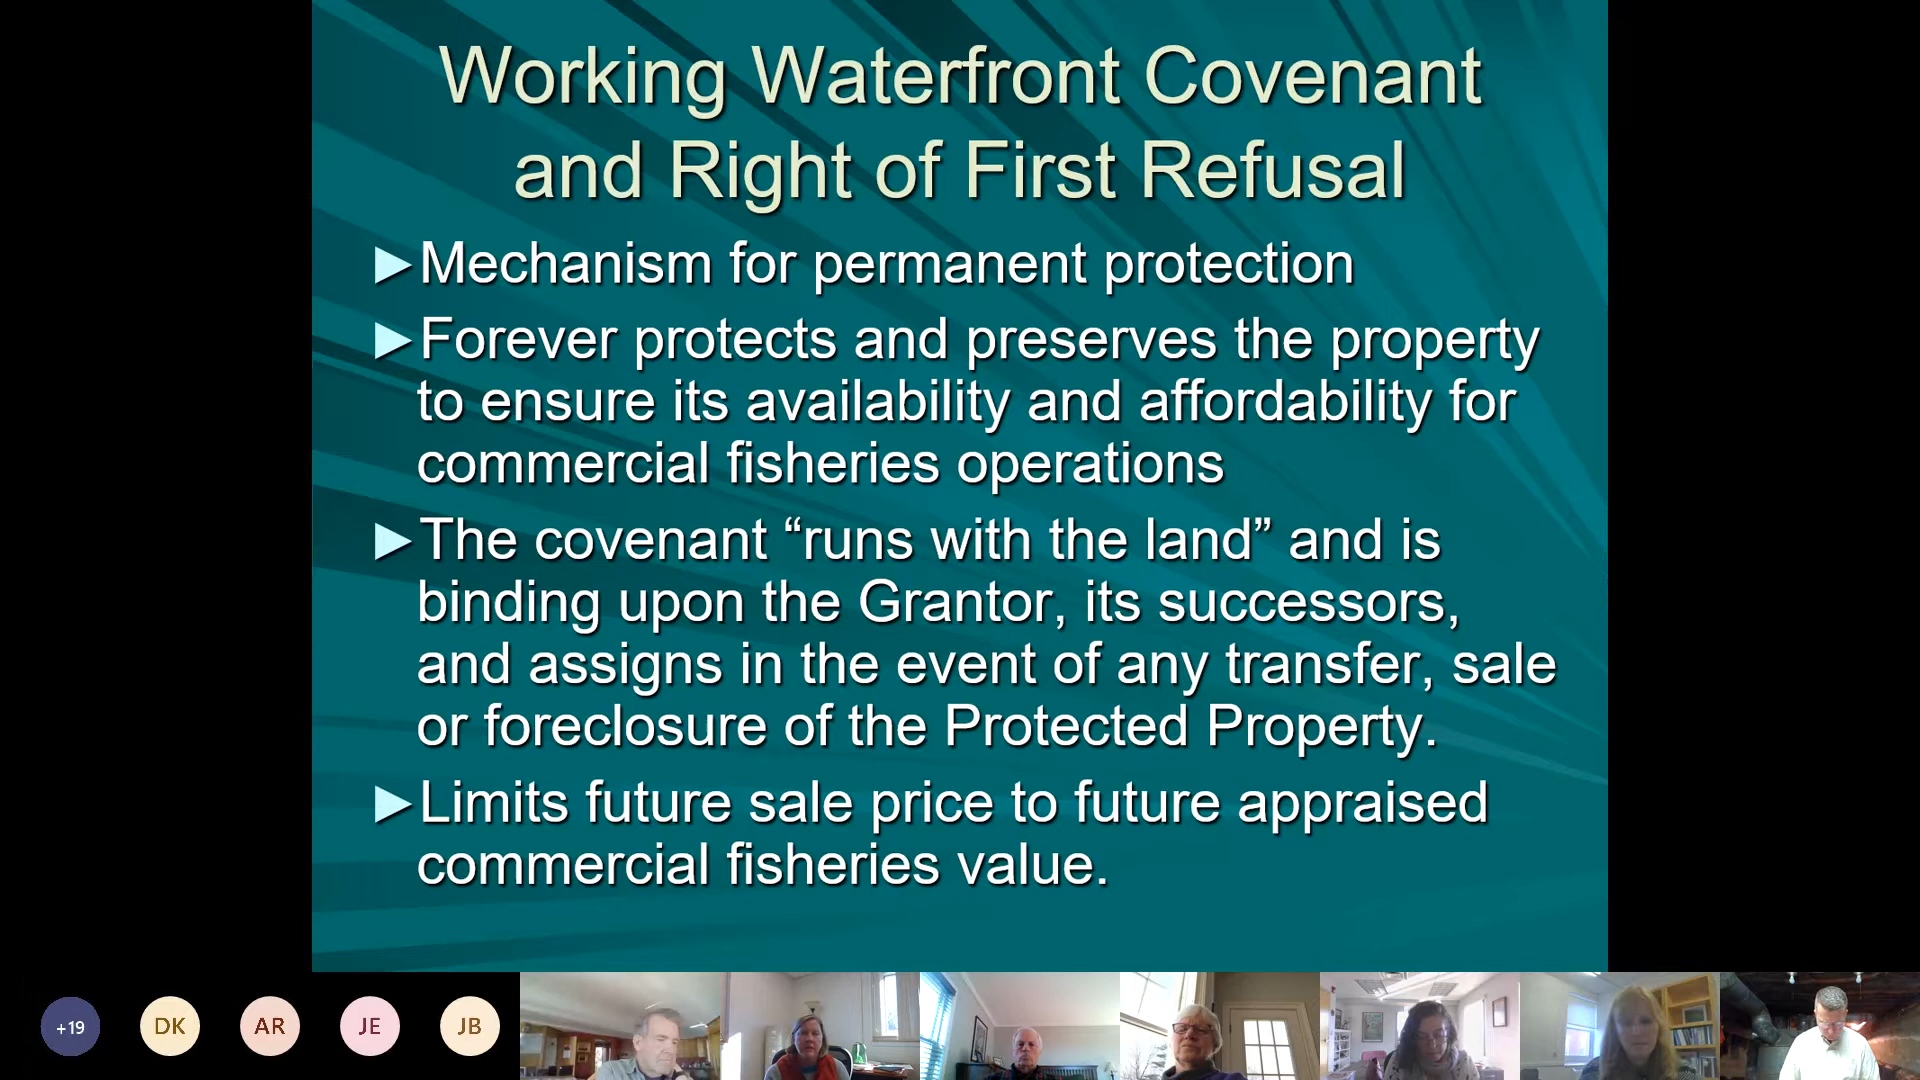 Working Waterfront Covenant
and Right of First Refusal
►Mechanism for permanent protection
►Forever protects and preserves the property
to ensure its availability and affordability for
commercial fisheries operations
►The covenant “runs with the land” and is
binding upon the Grantor, its successors,
and assigns in the event of any transfer, sale
or foreclosure of the Protected Property.
►Limits future sale price to future appraised
commercial fisheries value.
+19 DK AR JE JB